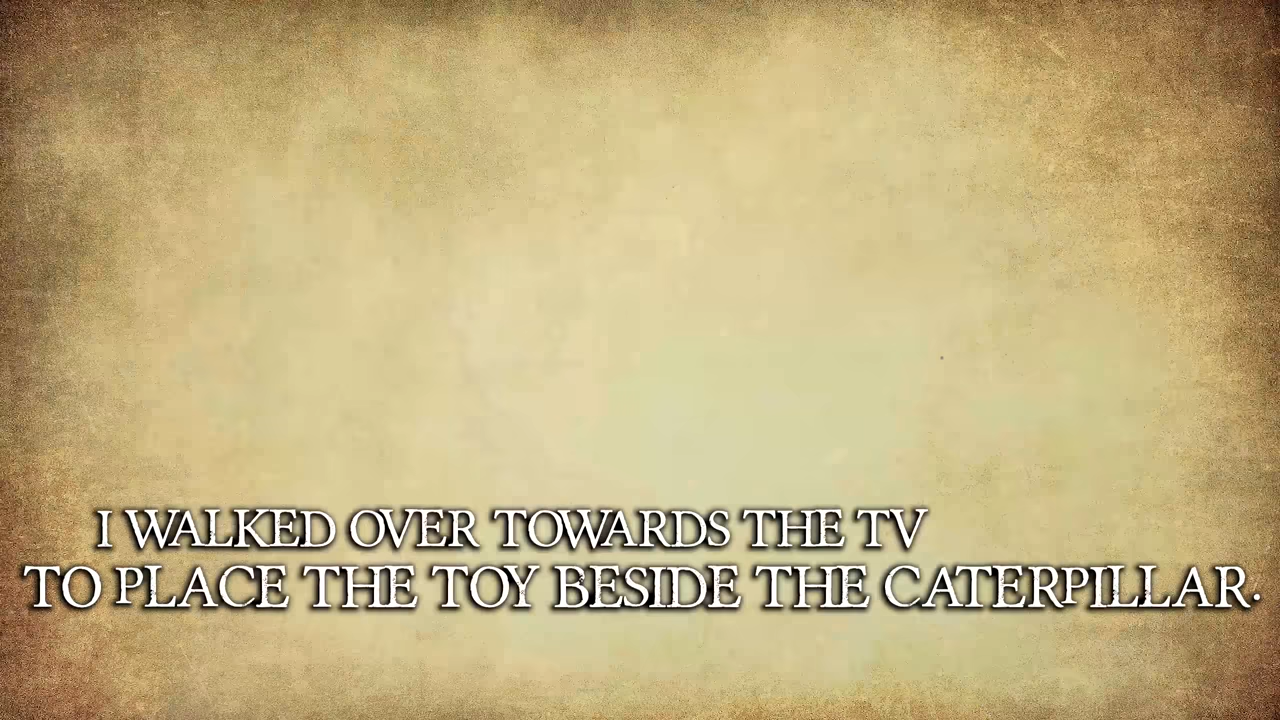 I WALKED OVER TOWARDS THE TV
TO PLACE THE TOY BESIDE THE CATERPILLAR.